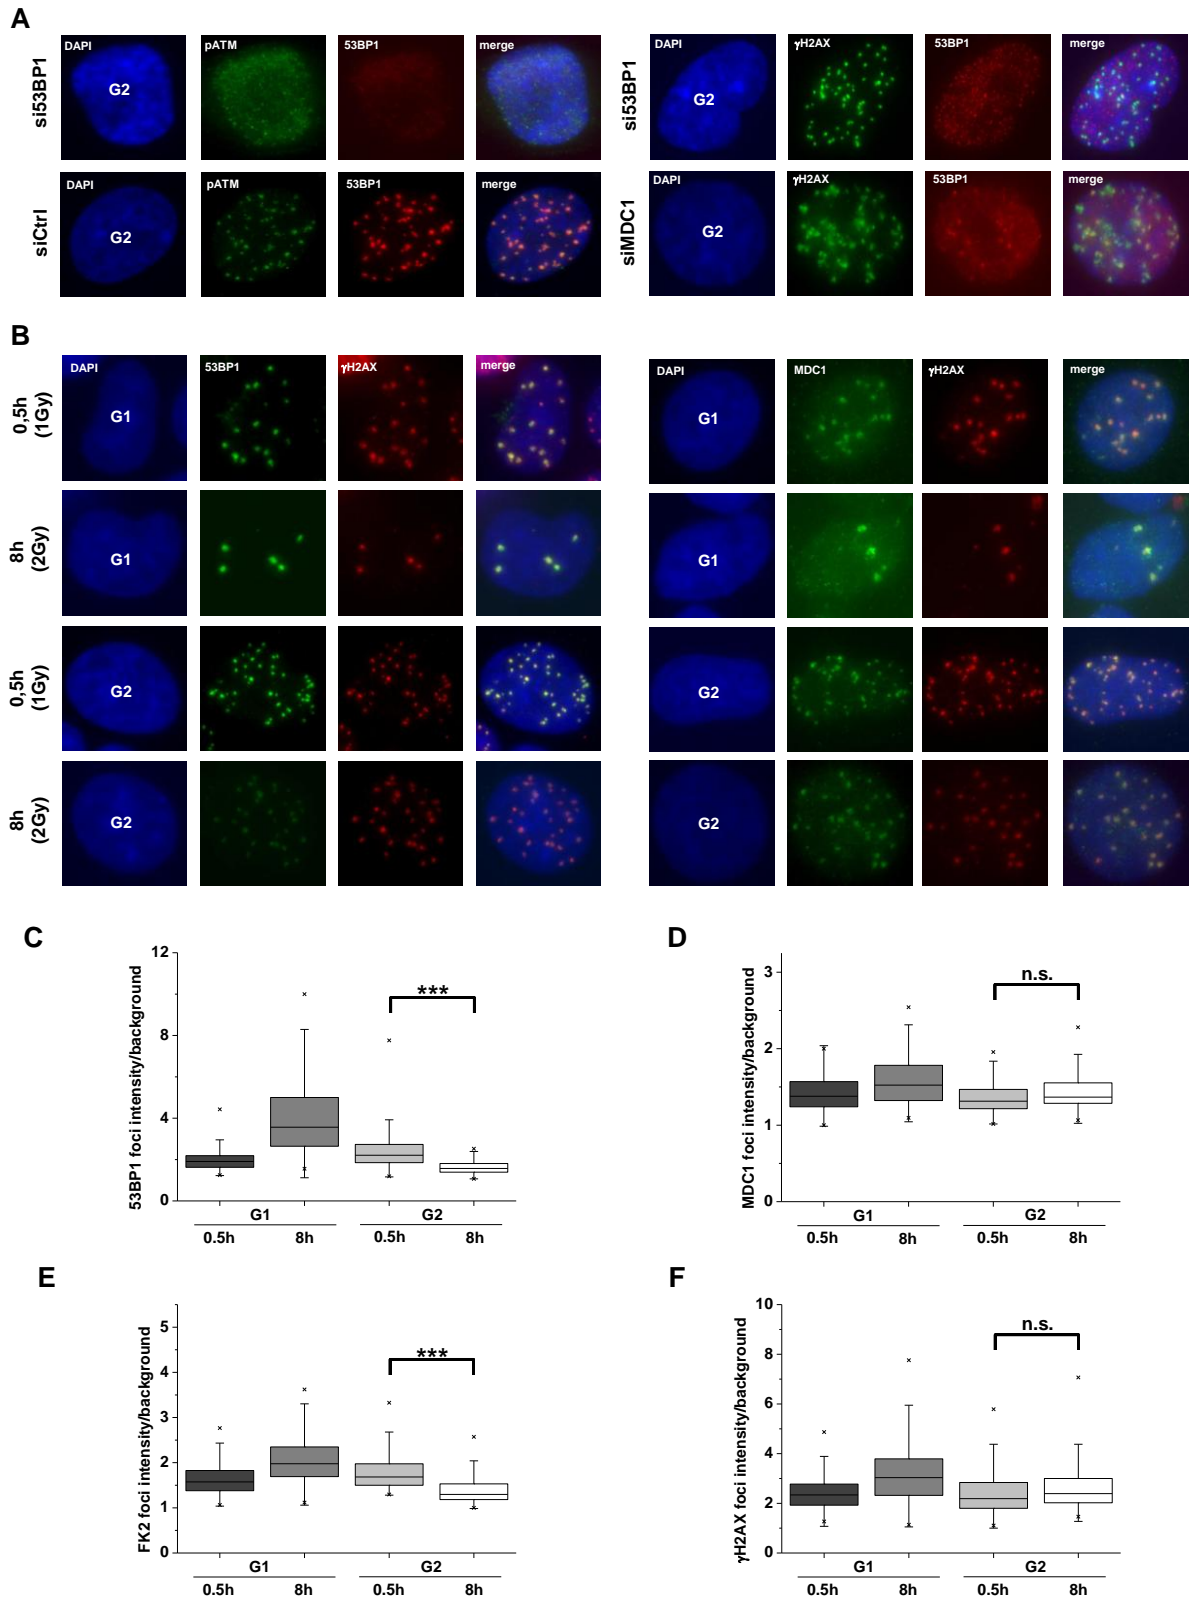 A
si53BP1
DAPI
G2
pATM
53BP1
merge
siCtrl
DAPI
G2
pATM
53BP1
merge
si53BP1
DAPI
G2
γH2AX
53BP1
merge
siMDC1
DAPI
G2
γH2AX
53BP1
merge
B
0,5h
(1Gy)
DAPI
G1
53BP1
γH2AX
merge
DAPI
G1
MDC1
γH2AX
merge
8h
(2Gy)
G1
G1
0,5h
(1Gy)
G2
G2
8h
(2Gy)
G2
G2
C
53BP1 foci intensity/background
12
8
4
0
***
G1
G2
0.5h
8h
0.5h
8h
D
MDC1 foci intensity/background
3
2
1
0
n.s.
G1
G2
0.5h
8h
0.5h
8h
E
FK2 foci intensity/background
5
4
3
2
1
0
***
G1
G2
0.5h
8h
0.5h
8h
F
γH2AX foci intensity/background
10
8
6
4
2
0
n.s.
G1
G2
0.5h
8h
0.5h
8h